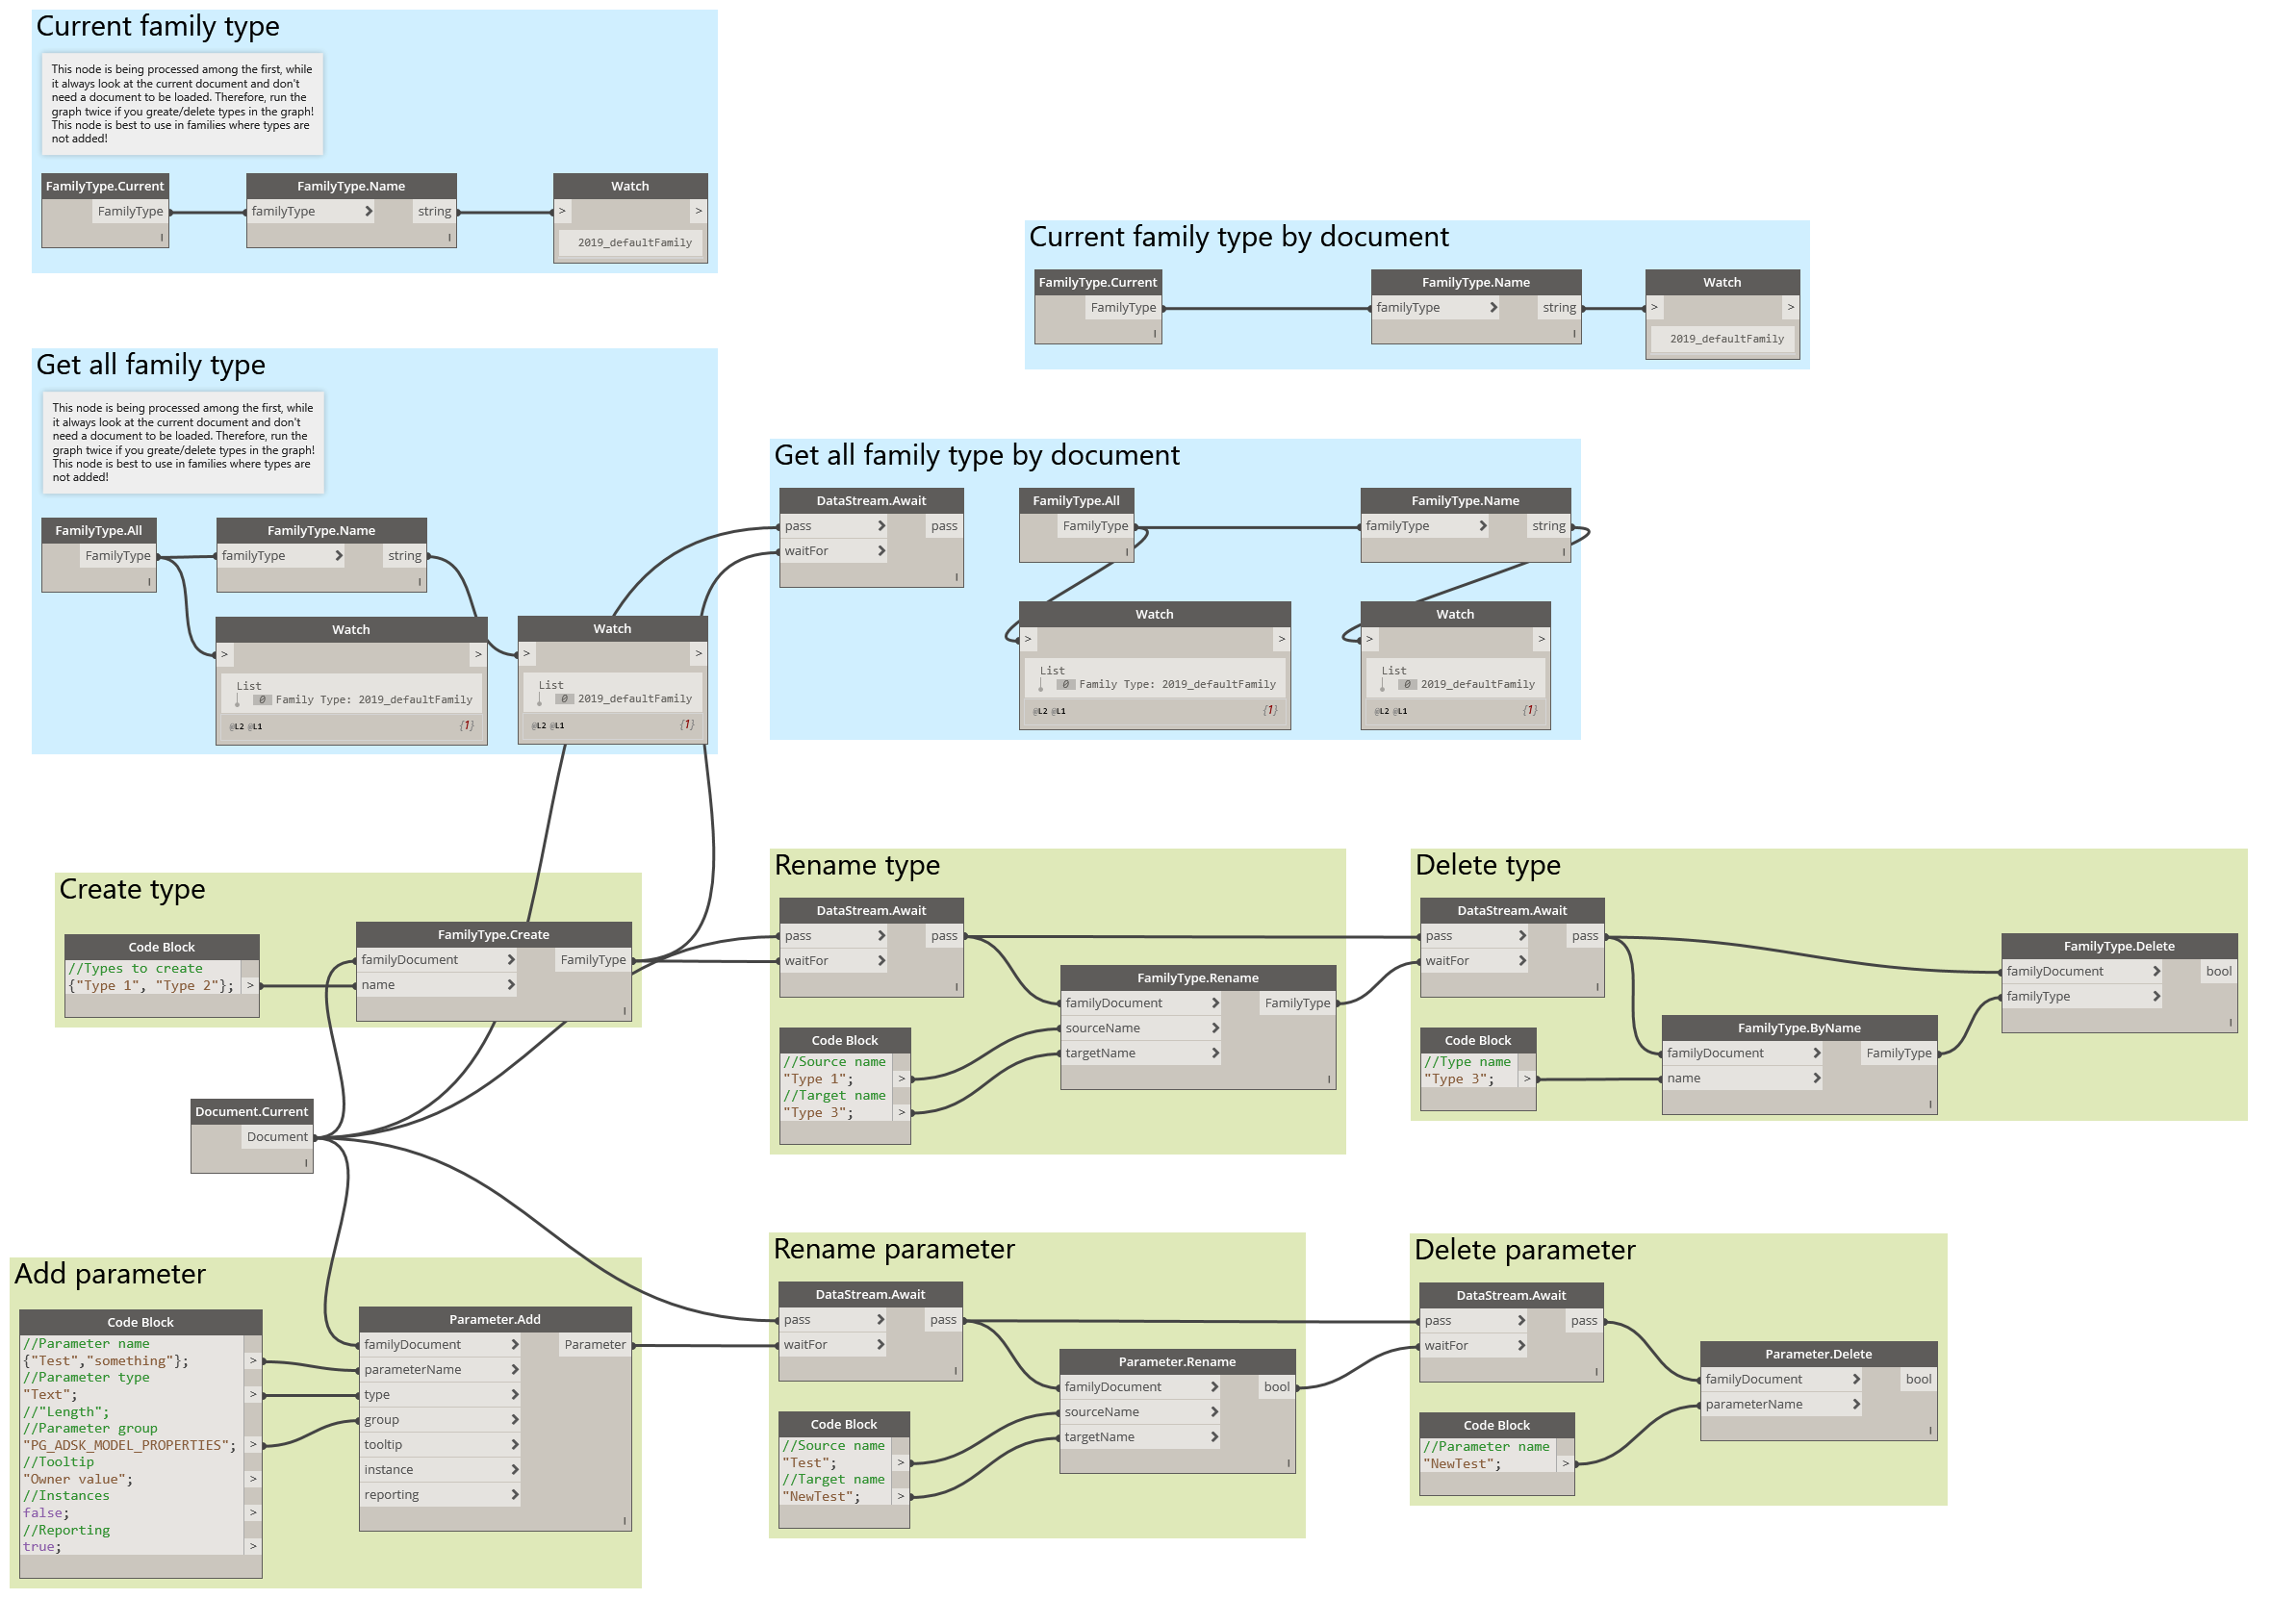 Current family type
This node is being processed among the first, while
it always look at the current document and don't
need a document to be loaded. Therefore, run the
graph twice if you greate/delete types in the graph!
This node is best to use in families where types are
not added!
FamilyType.Current
FamilyType
FamilyType.Name
familyType
string
Watch
>
>
2019_defaultFamily
Current family type by document
FamilyType.Current
FamilyType
FamilyType.Name
familyType
string
Watch
>
>
2019_defaultFamily
Get all family type
This node is being processed among the first, while
it always look at the current document and don't
need a document to be loaded. Therefore, run the
graph twice if you greate/delete types in the graph!
This node is best to use in families where types are
not added!
FamilyType.All
FamilyType
FamilyType.Name
familyType
string
Watch
>
>
List
0 Family Type: 2019_defaultFamily
@L2 @L1
{1}
Watch
>
>
List
0 2019_defaultFamily
@L2 @L1
{1}
Get all family type by document
DataStream.Await
pass
pass
waitFor
FamilyType.All
FamilyType
FamilyType.Name
familyType
string
Watch
>
>
List
0 Family Type: 2019_defaultFamily
@L2 @L1
{1}
Watch
>
>
List
0 2019_defaultFamily
@L2 @L1
{1}
Create type
Code Block
//Types to create
{"Type 1", "Type 2"};
>
FamilyType.Create
familyDocument
FamilyType
name
Rename type
DataStream.Await
pass
pass
waitFor
Code Block
//Source name
"Type 1";
>
//Target name
"Type 3";
>
FamilyType.Rename
familyDocument
FamilyType
sourceName
targetName
Delete type
DataStream.Await
pass
pass
waitFor
Code Block
//Type name
"Type 3";
>
FamilyType.ByName
familyDocument
FamilyType
name
FamilyType.Delete
familyDocument
bool
familyType
Document.Current
Document
Add parameter
Code Block
//Parameter name
{"Test","something"};
>
//Parameter type
"Text";
>
//"Length";
//Parameter group
"PG_ADSK_MODEL_PROPERTIES";
>
//Tooltip
"Owner value";
>
//Instances
false;
>
//Reporting
true;
>
Parameter.Add
familyDocument
Parameter
parameterName
type
group
tooltip
instance
reporting
Rename parameter
DataStream.Await
pass
pass
waitFor
Code Block
//Source name
"Test";
>
//Target name
"NewTest";
>
Parameter.Rename
familyDocument
bool
sourceName
targetName
Delete parameter
DataStream.Await
pass
pass
waitFor
Code Block
//Parameter name
"NewTest";
>
Parameter.Delete
familyDocument
bool
parameterName